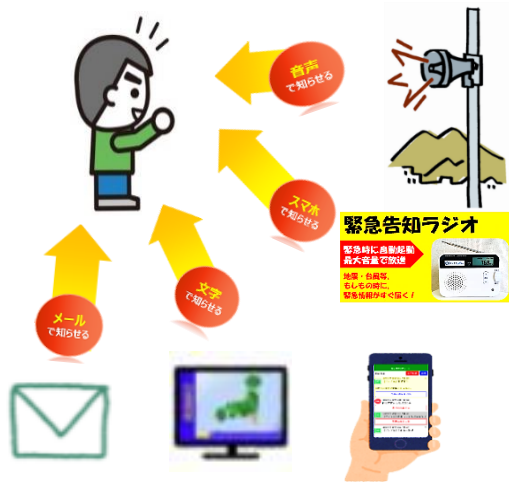 音声
で知らせる
スマホ
で知らせる
緊急告知ラジオ
緊急時に自動起動
最大音量で放送
地震・台風等、
もしもの時に、
緊急情報がすぐ届く！
文字
で知らせる
メール
で知らせる